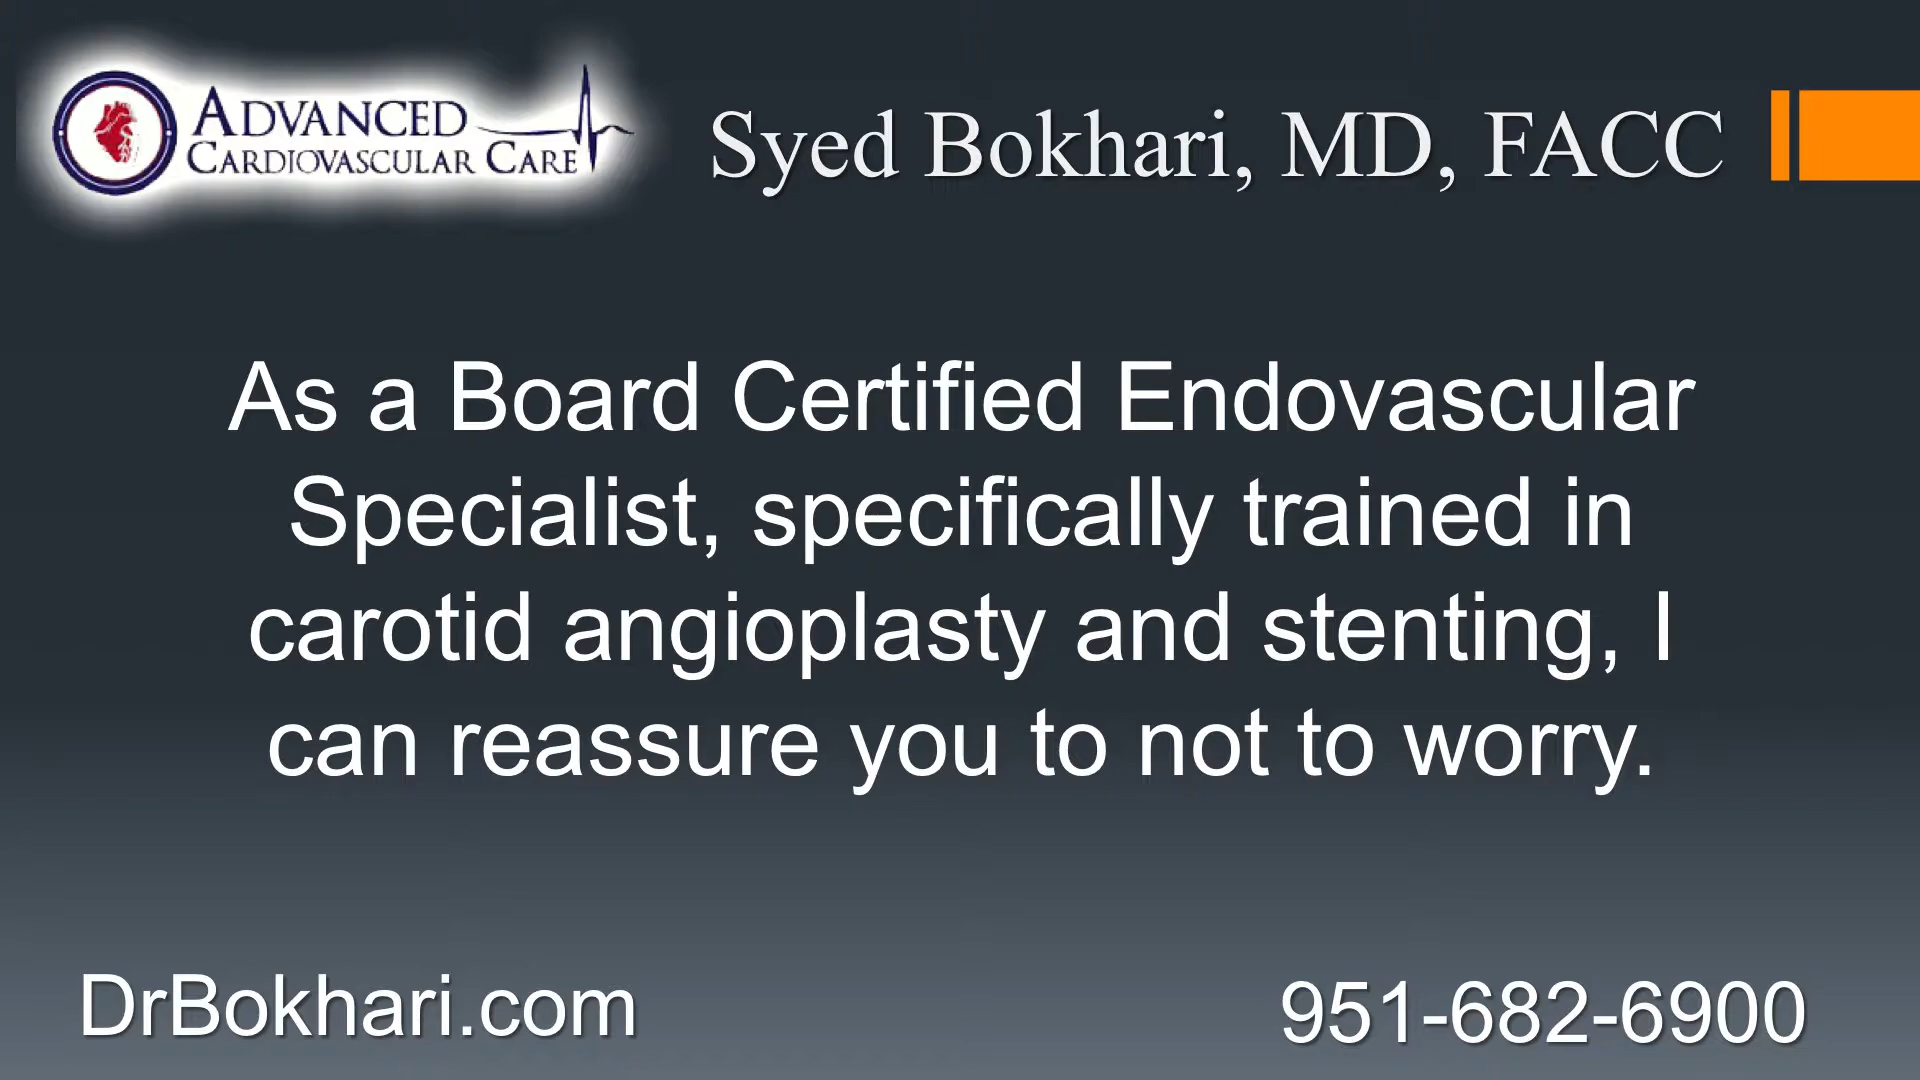 ADVANCED
CARDIOVASCULAR CARE
Syed Bokhari, MD, FACC
As a Board Certified Endovascular
Specialist, specifically trained in
carotid angioplasty and stenting, I
can reassure you to not to worry.
DrBokhari.com
951-682-6900